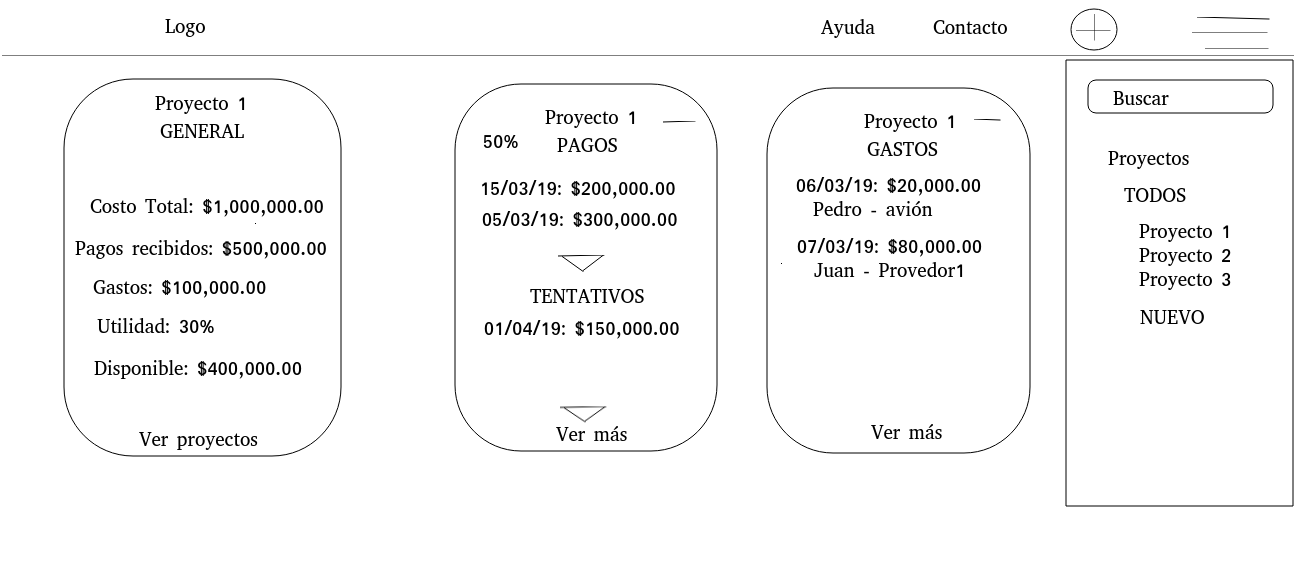 Logo
Ayuda
Contacto
Proyecto 1
GENERAL
Costo Total: $1,000,000.00
Pagos recibidos: $500,000.00
Gastos: $100,000.00
Utilidad: 30%
Disponible: $400,000.00
Ver proyectos
Proyecto 1
50%
PAGOS
15/03/19: $200,000.00
05/03/19: $300,000.00
TENTATIVOS
01/04/19: $150,000.00
Ver más
Proyecto 1
GASTOS
06/03/19: $20,000.00
Pedro - avión
07/03/19: $80,000.00
Juan - Provedor1
Ver más
Buscar
Proyectos
TODOS
Proyecto 1
Proyecto 2
Proyecto 3
NUEVO